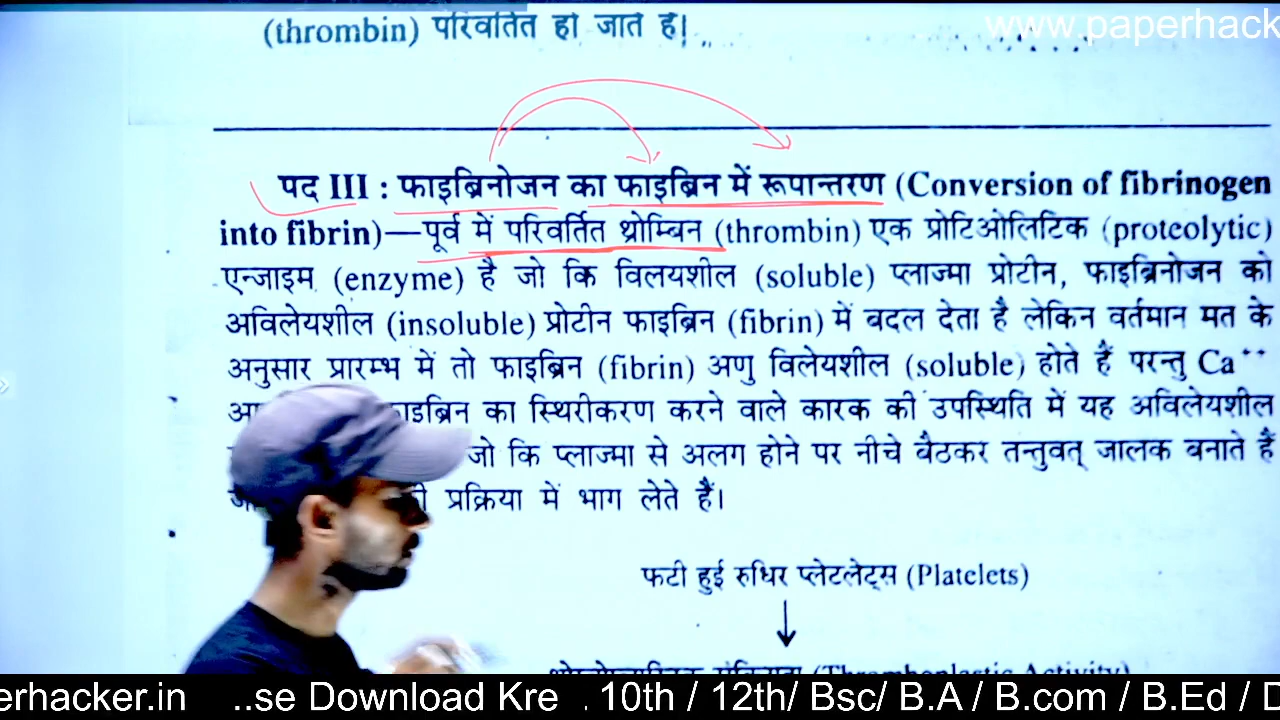 (thrombin) परिवर्तित हो जाते हैं।
www.paperhack
पद III : फाइब्रिनोजन का फाइब्रिन में रूपान्तरण (Conversion of fibrinogen
into fibrin)—पूर्व में परिवर्तित थ्रोम्बिन (thrombin) एक प्रोटिओलिटिक (proteolytic)
एन्जाइम (enzyme) है जो कि विलयशील (soluble) प्लाज्मा प्रोटीन, फाइब्रिनोजन को
अविलेयशील (insoluble) प्रोटीन फाइब्रिन (fibrin) में बदल देता है लेकिन वर्तमान मत के
अनुसार प्रारम्भ में तो फाइब्रिन (fibrin) अणु विलेयशील (soluble) होते हैं परन्तु Ca⁺⁺
का स्थिरीकरण करने वाले कारक की उपस्थिति में यह अविलेयशील
जो कि प्लाज्मा से अलग होने पर नीचे बैठकर तन्तुवत् जालक बनाते हैं
प्रक्रिया में भाग लेते हैं।
फटी हुई रुधिर प्लेटलेट्स (Platelets)
(Thromboplastic Activity)
perhacker.in ..se Download Kre . 10th / 12th/ Bsc/ B.A / B.com / B.Ed / D